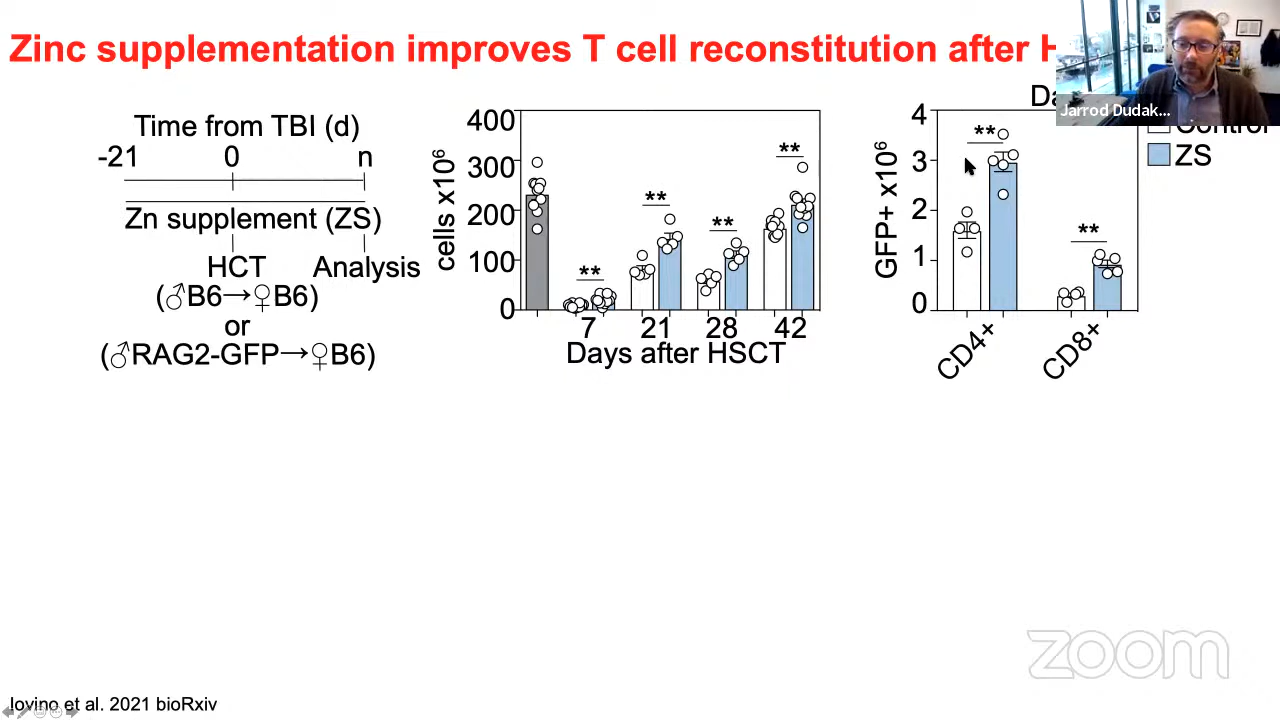 Zinc supplementation improves T cell reconstitution after H
Jarrod Dudak...
Time from TBI (d)
-21 0 n
Zn supplement (ZS)
HCT Analysis
(♂B6→♀B6)
or
(♂RAG2-GFP→♀B6)
cells x10⁶
400
300
200
100
0
** ** ** **
7 21 28 42
Days after HSCT
Da
GFP+ x10⁶
4
3
2
1
0
** **
CD4+ CD8+
Control
ZS
zoom
Iovino et al. 2021 bioRxiv